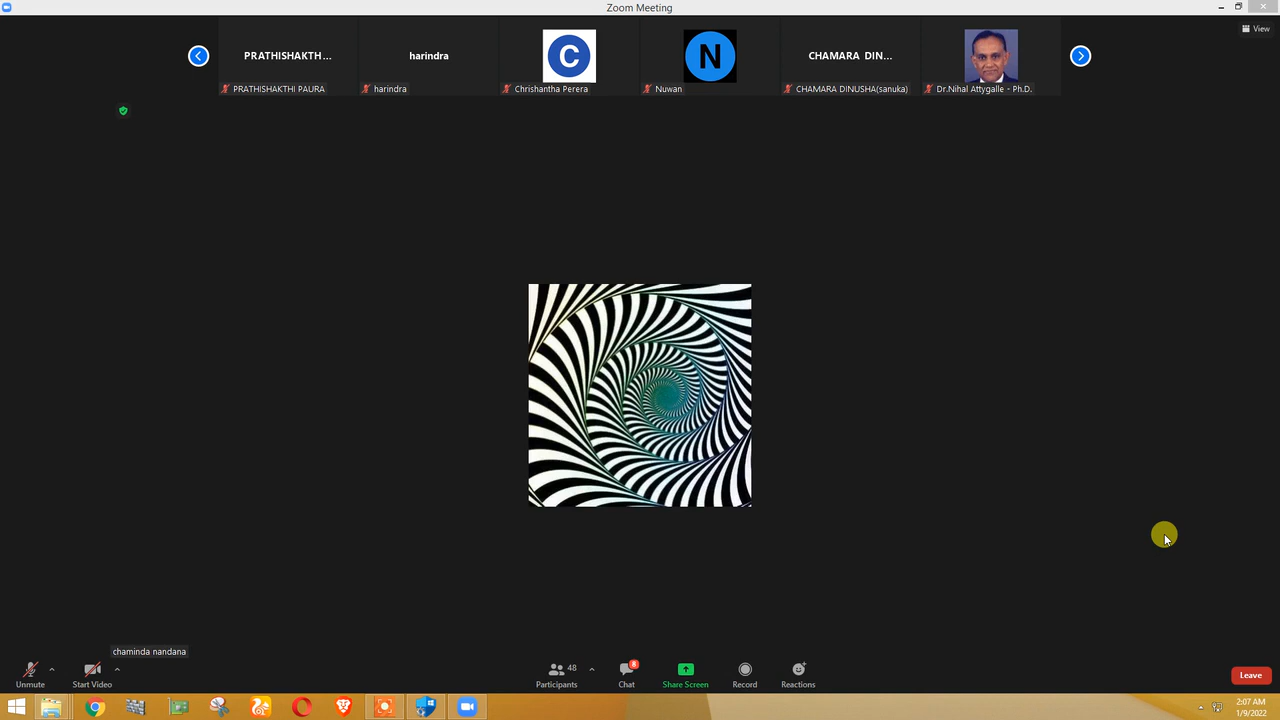 Zoom Meeting
View
PRATHISHAKTH...
harindra
C
N
CHAMARA DIN...
PRATHISHAKTHI PAURA
harindra
Chrishantha Perera
Nuwan
CHAMARA DINUSHA(sanuka)
Dr.Nihal Attygalle - Ph.D.
chaminda nandana
Unmute
Start Video
48
Participants
8
Chat
Share Screen
Record
Reactions
Leave
2:07 AM
1/9/2022